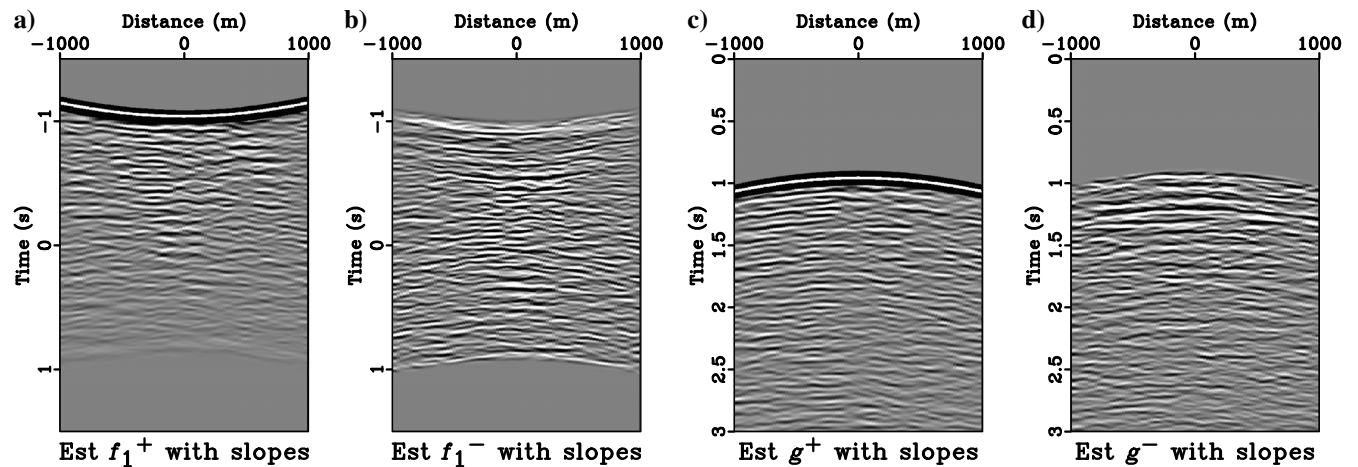 a) Distance (m)
−1000 0 1000
Time (s)
−1
0
1
Est f₁⁺ with slopes
b) Distance (m)
−1000 0 1000
Time (s)
−1
0
1
Est f₁⁻ with slopes
c) Distance (m)
−1000 0 1000
Time (s)
0
0.5
1
1.5
2
2.5
3
Est g⁺ with slopes
d) Distance (m)
−1000 0 1000
Time (s)
0
0.5
1
1.5
2
2.5
3
Est g⁻ with slopes